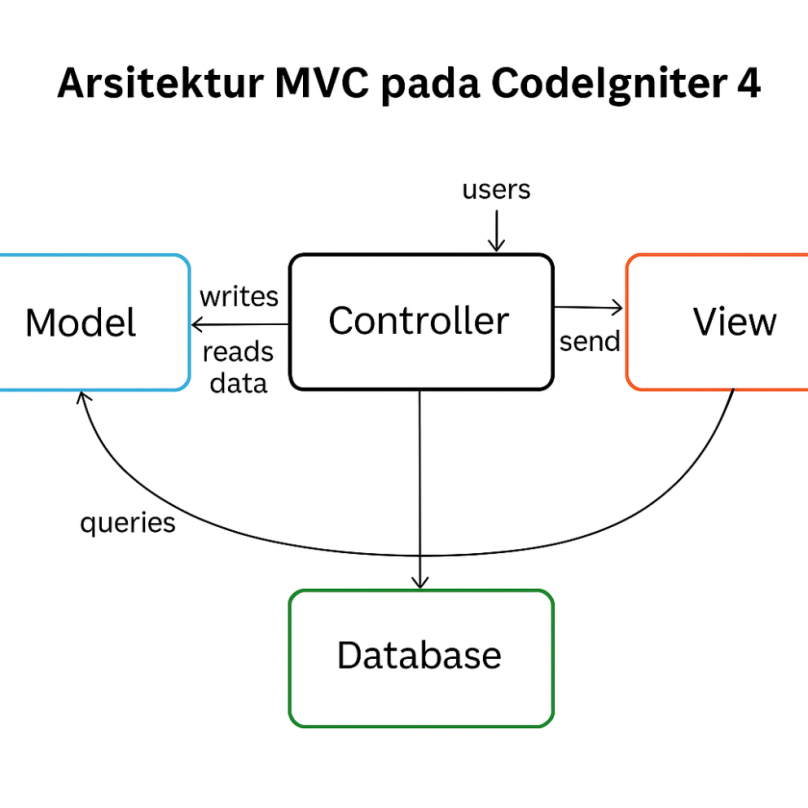 Arsitektur MVC pada CodeIgniter 4
users
Model
writes
reads
data
Controller
send
View
queries
Database